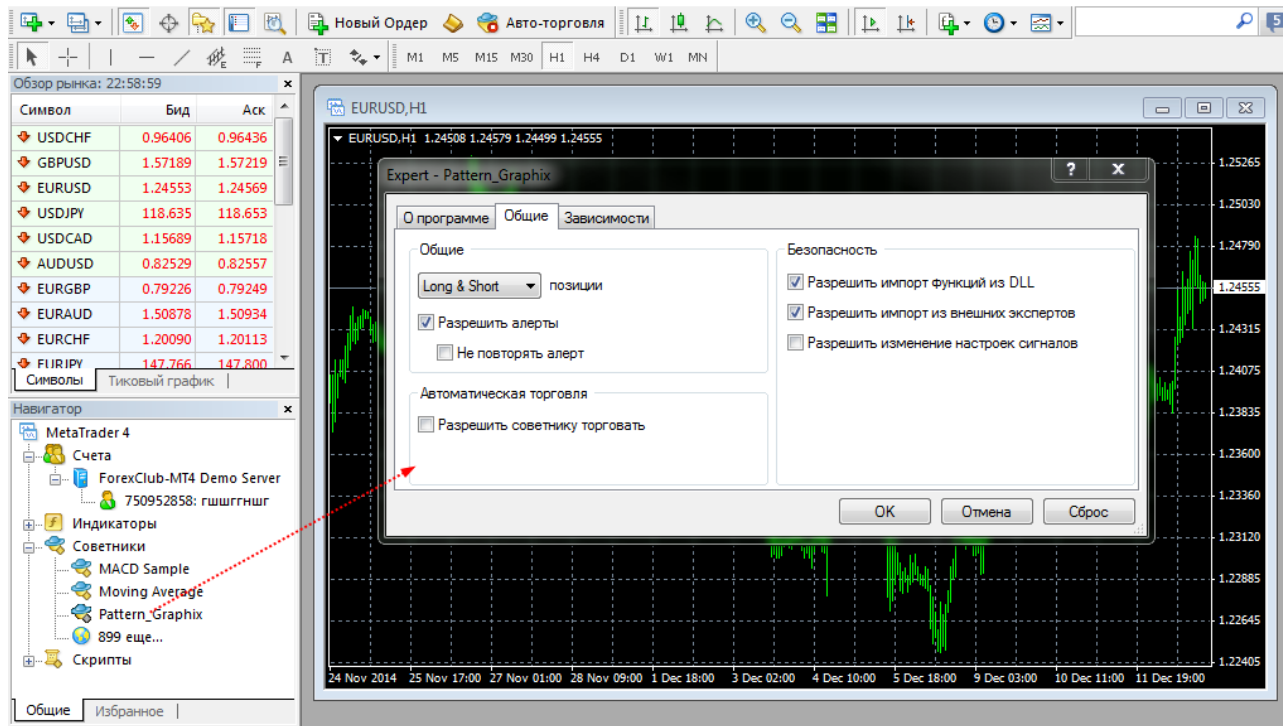 Новый Ордер
Авто-торговля
5
E
F
A
T
M1 M5 M15 M30 H1 H4 D1 W1 MN
Обзор рынка: 22:58:59
Символ Бид Аск
USDCHF 0.96406 0.96436
GBPUSD 1.57189 1.57219
EURUSD 1.24553 1.24569
USDJPY 118.635 118.653
USDCAD 1.15689 1.15718
AUDUSD 0.82529 0.82557
EURGBP 0.79226 0.79249
EURAUD 1.50878 1.50934
EURCHF 1.20090 1.20113
EURJPY 147.766 147.800
Символы Тиковый график
Навигатор
MetaTrader 4
Счета
ForexClub-MT4 Demo Server
750952858: гшшггншг
Индикаторы
Советники
MACD Sample
Moving Average
Pattern_Graphix
899 еще...
Скрипты
Общие Избранное
EURUSD,H1
EURUSD,H1 1.24508 1.24579 1.24499 1.24555
Expert - Pattern_Graphix
? x
О программе Общие Зависимости
Общие
Long & Short позиции
Разрешить алерты
Не повторять алерт
Автоматическая торговля
Разрешить советнику торговать
Безопасность
Разрешить импорт функций из DLL
Разрешить импорт из внешних экспертов
Разрешить изменение настроек сигналов
OK Отмена Сброс
1.25265
1.25030
1.24790
1.24555
1.24315
1.24075
1.23835
1.23600
1.23360
1.23120
1.22885
1.22645
1.22405
24 Nov 2014 25 Nov 17:00 27 Nov 01:00 28 Nov 09:00 1 Dec 18:00 3 Dec 02:00 4 Dec 10:00 5 Dec 18:00 9 Dec 03:00 10 Dec 11:00 11 Dec 19:00